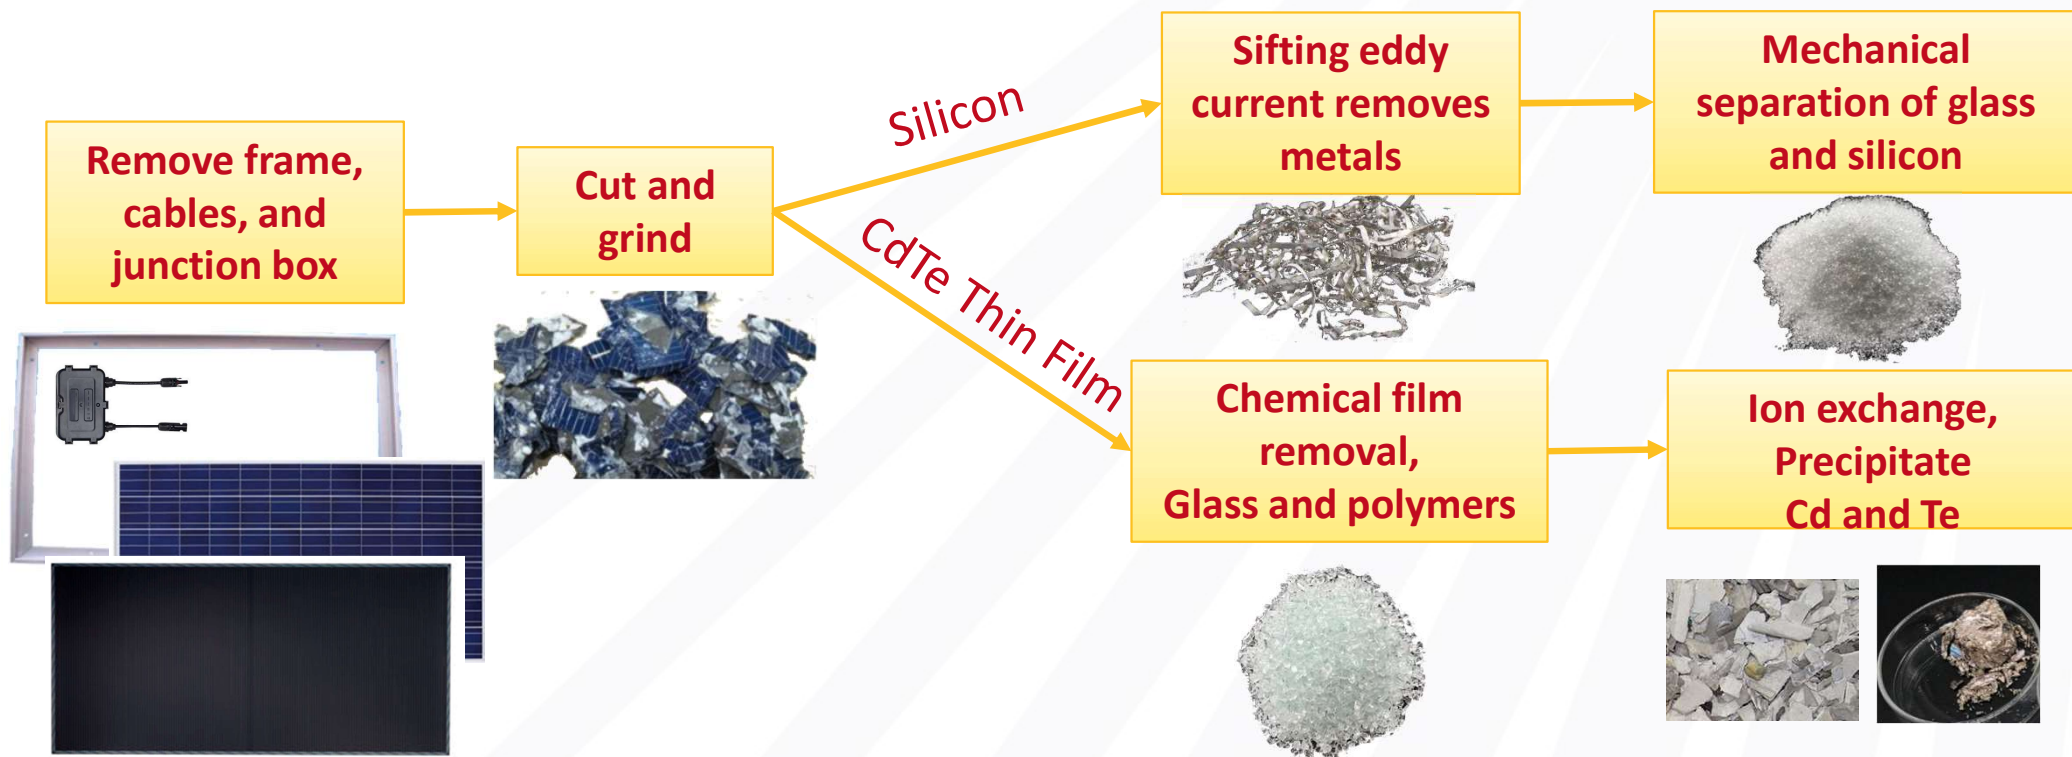 Remove frame,
cables, and
junction box
Cut and
grind
Silicon
Sifting eddy
current removes
metals
Mechanical
separation of glass
and silicon
CdTe Thin Film
Chemical film
removal,
Glass and polymers
Ion exchange,
Precipitate
Cd and Te